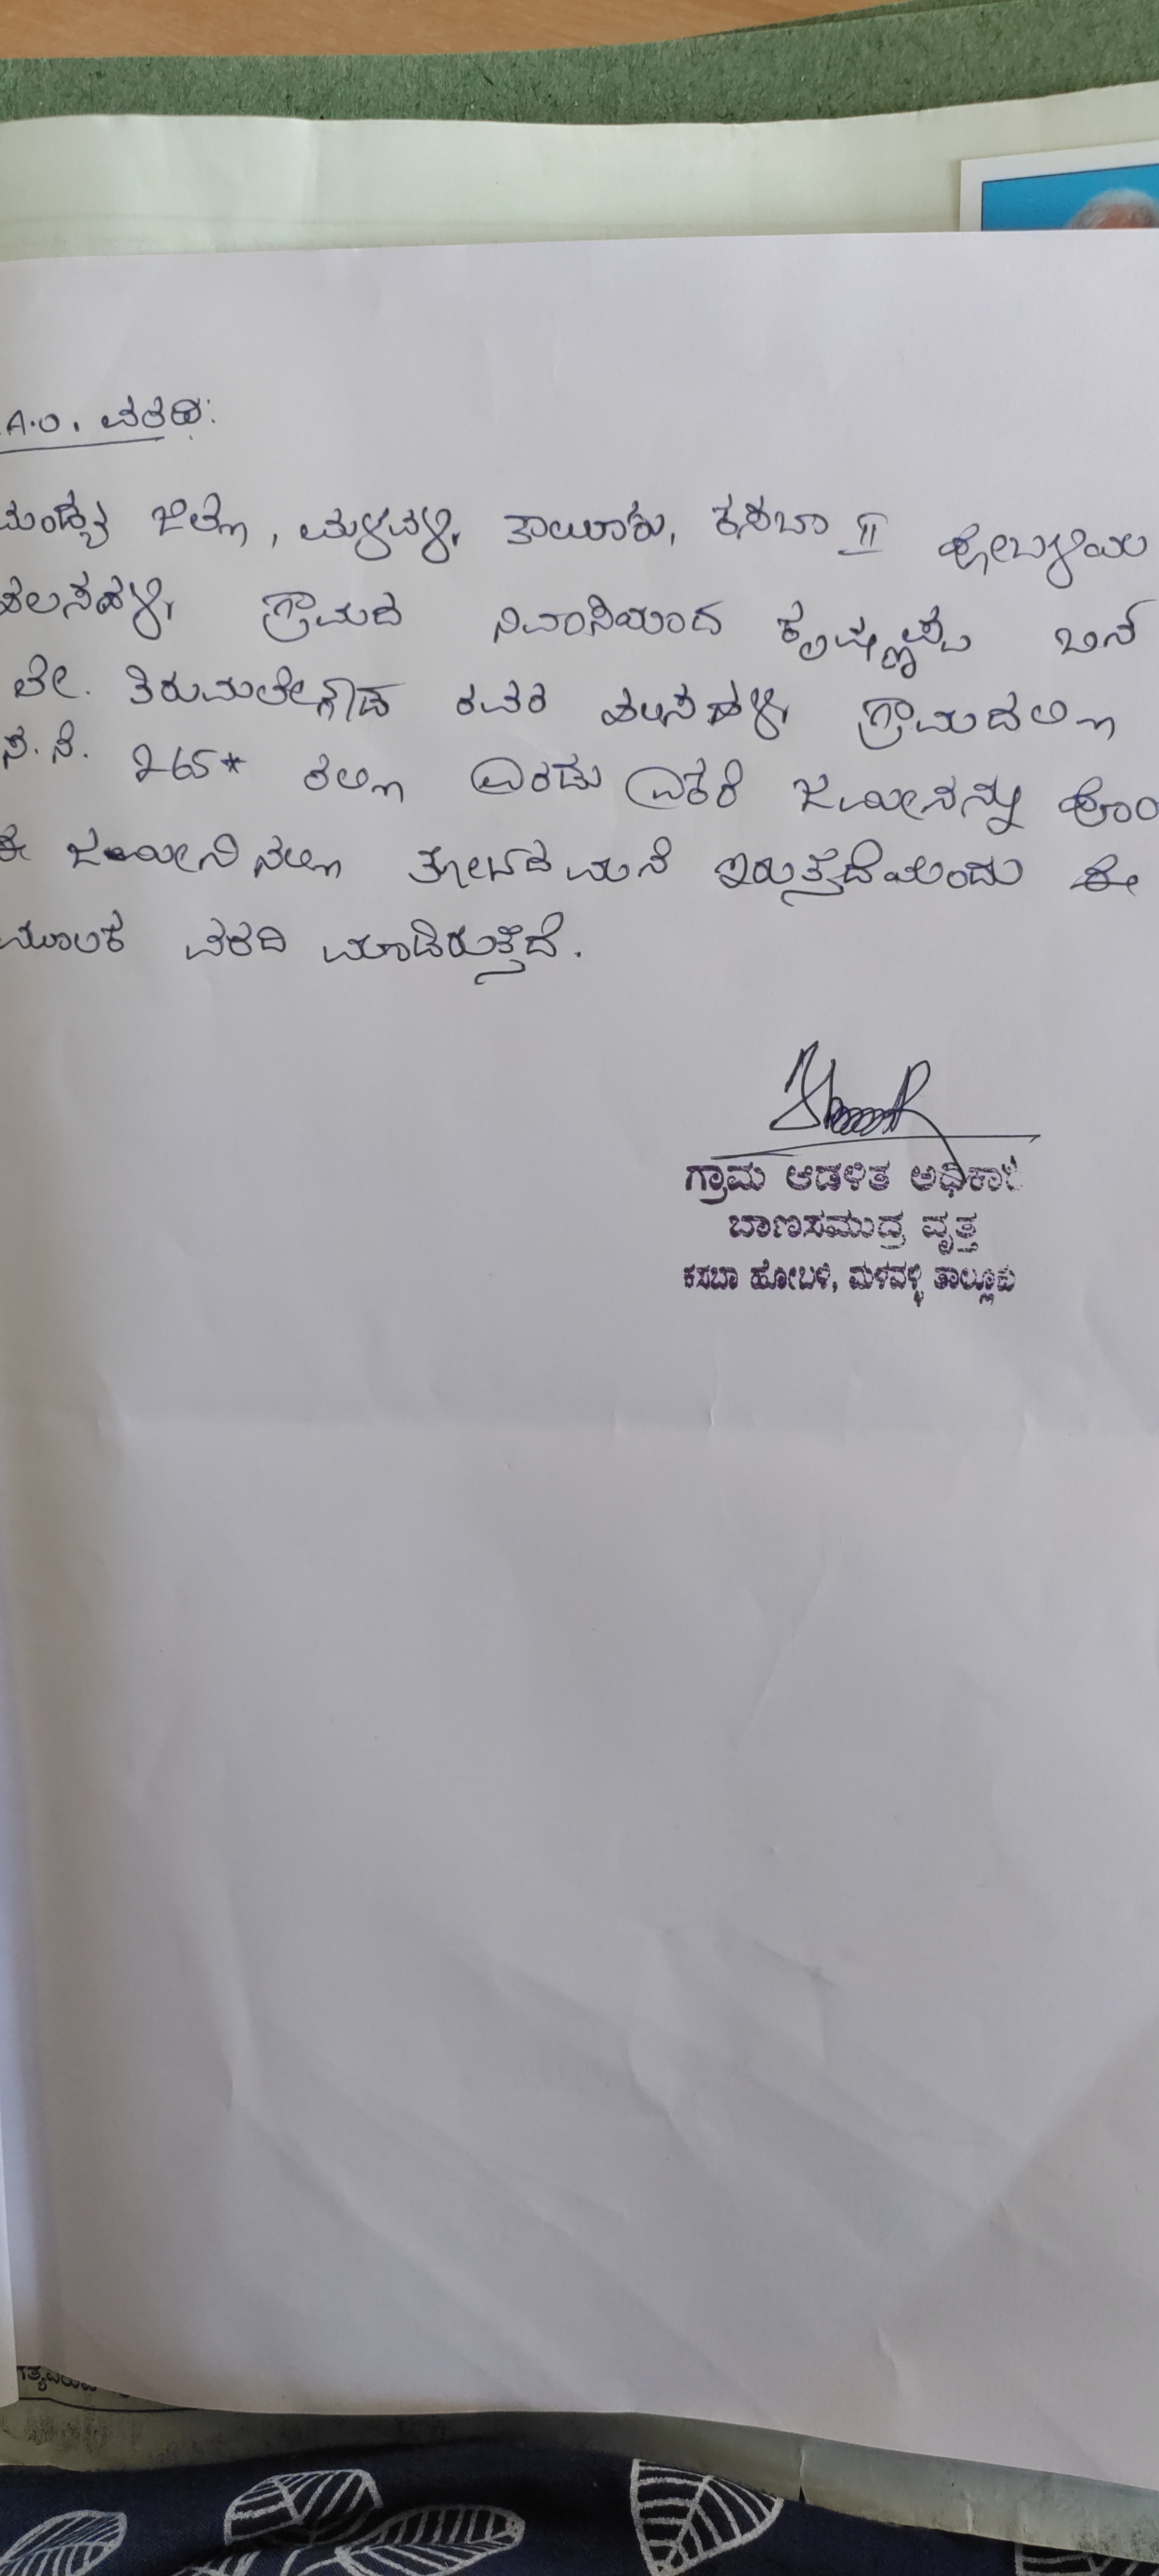 A.O. ವರದಿ:
ಮಂಡ್ಯ ಜಿಲ್ಲೆ, ಮಳವಳ್ಳಿ ತಾಲೂಕು, ಕಸಬಾ II ಹೋಬಳಿಯ
ಹಲಸಹಳ್ಳಿ ಗ್ರಾಮದ ನಿವಾಸಿಯಾದ ಕೃಷ್ಣಪ್ಪ ಬಿನ್
ಲೇ. ತಿರುಮಲೇಗೌಡ ರವರ ಹಲಸಹಳ್ಳಿ ಗ್ರಾಮದಲ್ಲಿ
ಸ.ನೆ. 265* ರಲ್ಲಿ ಎರಡು ಎಕರೆ ಜಮೀನನ್ನು ಹೊಂ
ಈ ಜಮೀನಿನಲ್ಲಿ ತೋಟದ ಮನೆ ಇರುತ್ತದೆಯೆಂದು ಈ
ಮೂಲಕ ವರದಿ ಮಾಡಿರುತ್ತೆದೆ.
ಗ್ರಾಮ ಆಡಳಿತ ಅಧಿಕಾರಿ
ಬಾಣಸಮುದ್ರ ವೃತ್ತ
ಕಸಬಾ ಹೋಬಳಿ, ಮಳವಳ್ಳಿ ತಾಲ್ಲೂಕು